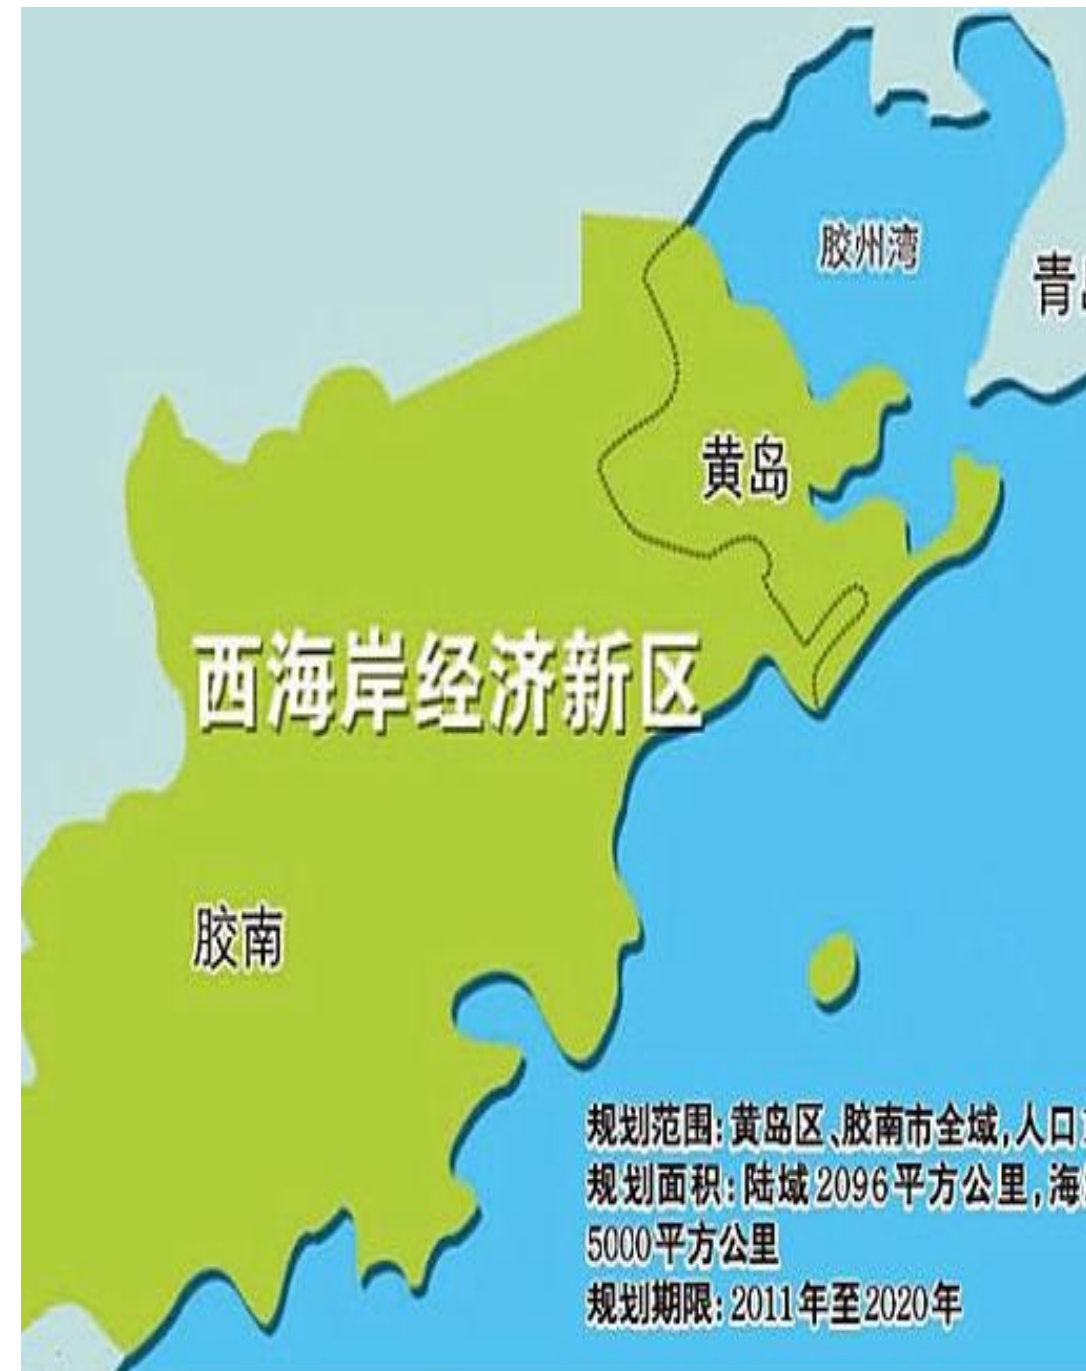 胶州湾
青
黄岛
西海岸经济新区
胶南
规划范围:黄岛区、胶南市全域,人口
规划面积:陆域2096平方公里,海
5000平方公里
规划期限:2011年至2020年